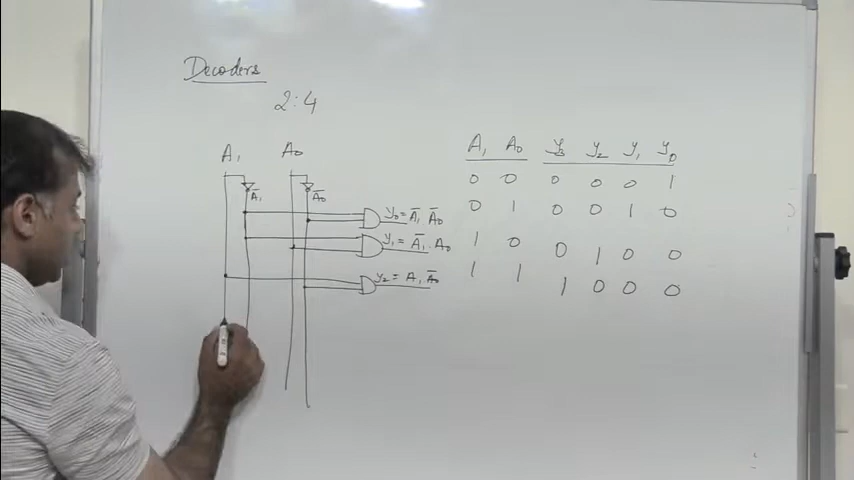 Decoders
2:4
A₁ A₀
A̅₁ A̅₀
Y₀ = A̅₁ A̅₀
Y₁ = A̅₁ . A₀
Y₂ = A₁ A̅₀
A₁ A₀ Y₃ Y₂ Y₁ Y₀
0 0 0 0 0 1
0 1 0 0 1 0
1 0 0 1 0 0
1 1 1 0 0 0